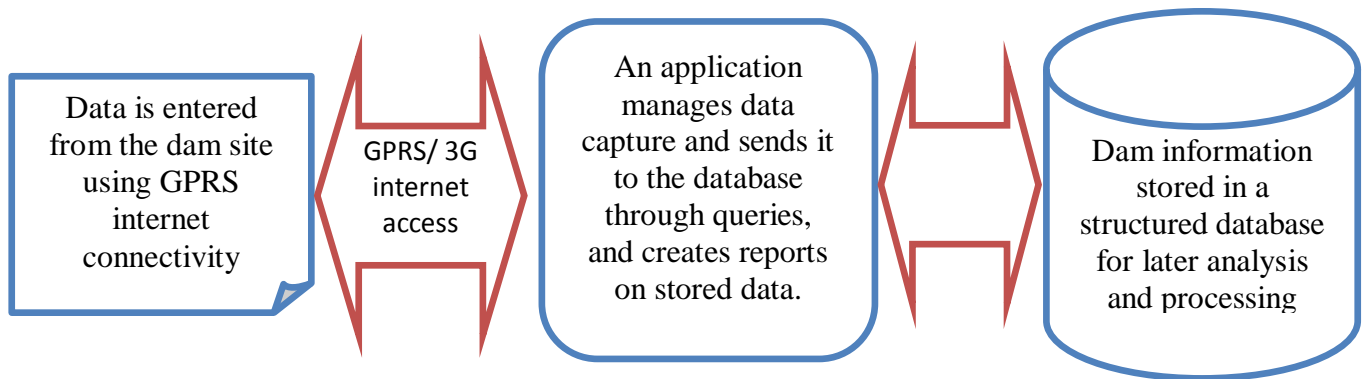 Data is entered
from the dam site
using GPRS
internet
connectivity
GPRS/ 3G
internet
access
An application
manages data
capture and sends it
to the database
through queries,
and creates reports
on stored data.
Dam information
stored in a
structured database
for later analysis
and processing